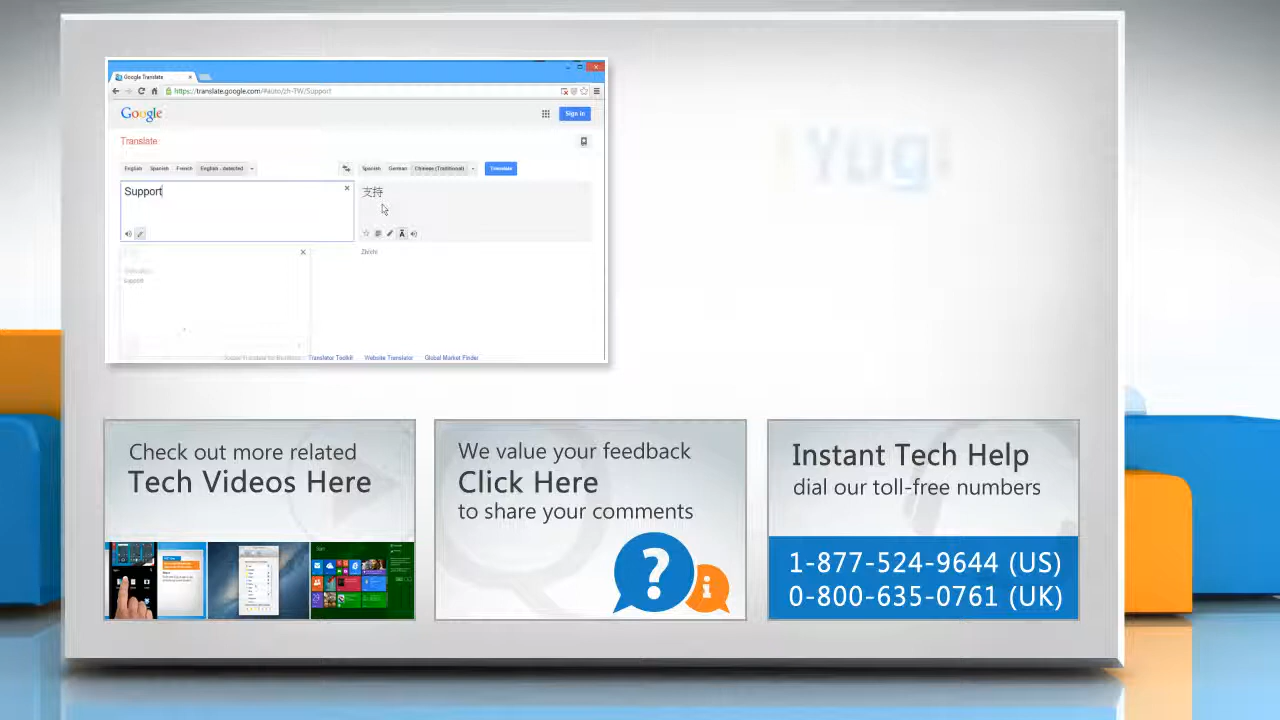 Google Translate
https://translate.google.com/#auto/zh-TW/Support
Google
Sign in
Translate
English Spanish French English - detected
Spanish German Chinese (Traditional) Translate
Support
支持
Zhīchí
Translator Toolkit Website Translator Global Market Finder
Check out more related
Tech Videos Here
We value your feedback
Click Here
to share your comments
?
i
Instant Tech Help
dial our toll-free numbers
1-877-524-9644 (US)
0-800-635-0761 (UK)